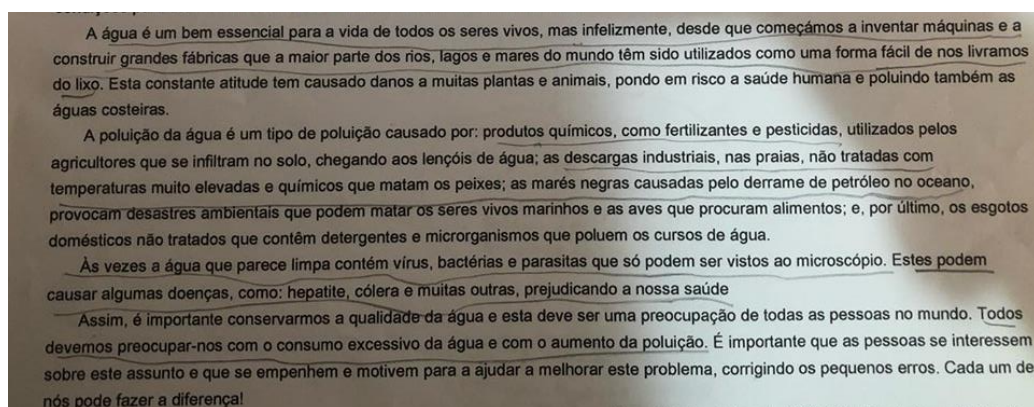 A água é um bem essencial para a vida de todos os seres vivos, mas infelizmente, desde que começámos a inventar máquinas e a
construir grandes fábricas que a maior parte dos rios, lagos e mares do mundo têm sido utilizados como uma forma fácil de nos livramos
do lixo. Esta constante atitude tem causado danos a muitas plantas e animais, pondo em risco a saúde humana e poluindo também as
águas costeiras.
A poluição da água é um tipo de poluição causado por: produtos químicos, como fertilizantes e pesticidas, utilizados pelos
agricultores que se infiltram no solo, chegando aos lençóis de água; as descargas industriais, nas praias, não tratadas com
temperaturas muito elevadas e químicos que matam os peixes; as marés negras causadas pelo derrame de petróleo no oceano,
provocam desastres ambientais que podem matar os seres vivos marinhos e as aves que procuram alimentos; e, por último, os esgotos
domésticos não tratados que contêm detergentes e microrganismos que poluem os cursos de água.
Às vezes a água que parece limpa contém vírus, bactérias e parasitas que só podem ser vistos ao microscópio. Estes podem
causar algumas doenças, como: hepatite, cólera e muitas outras, prejudicando a nossa saúde
Assim, é importante conservarmos a qualidade da água e esta deve ser uma preocupação de todas as pessoas no mundo. Todos
devemos preocupar-nos com o consumo excessivo da água e com o aumento da poluição. É importante que as pessoas se interessem
sobre este assunto e que se empenhem e motivem para a ajudar a melhorar este problema, corrigindo os pequenos erros. Cada um de
nós pode fazer a diferença!